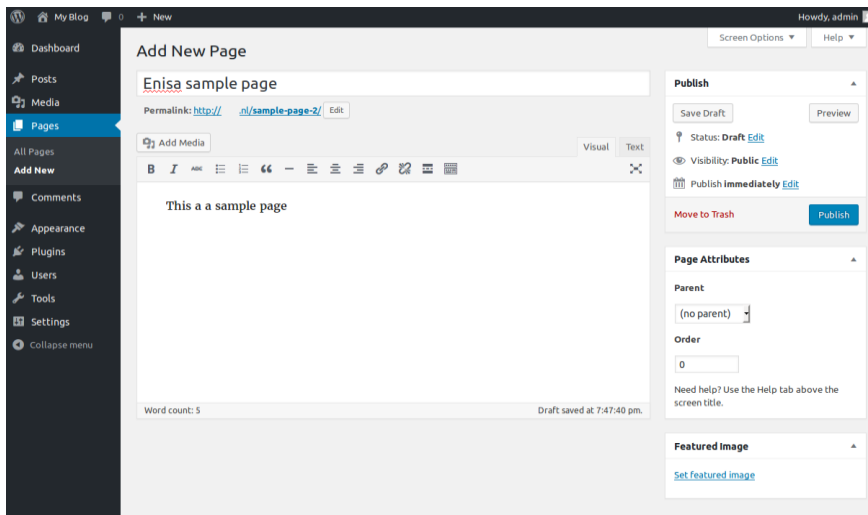 My Blog 0 + New Howdy, admin
Screen Options ▼ Help ▼
Dashboard
Posts
Media
Pages
All Pages
Add New
Comments
Appearance
Plugins
Users
Tools
Settings
Collapse menu
Add New Page
Enisa sample page
Permalink: http:// .nl/sample-page-2/ Edit
Add Media
Visual Text
B I ABC
This a a sample page
Word count: 5 Draft saved at 7:47:40 pm.
Publish
Save Draft Preview
Status: Draft Edit
Visibility: Public Edit
Publish immediately Edit
Move to Trash Publish
Page Attributes
Parent
(no parent)
Order
0
Need help? Use the Help tab above the
screen title.
Featured Image
Set featured image